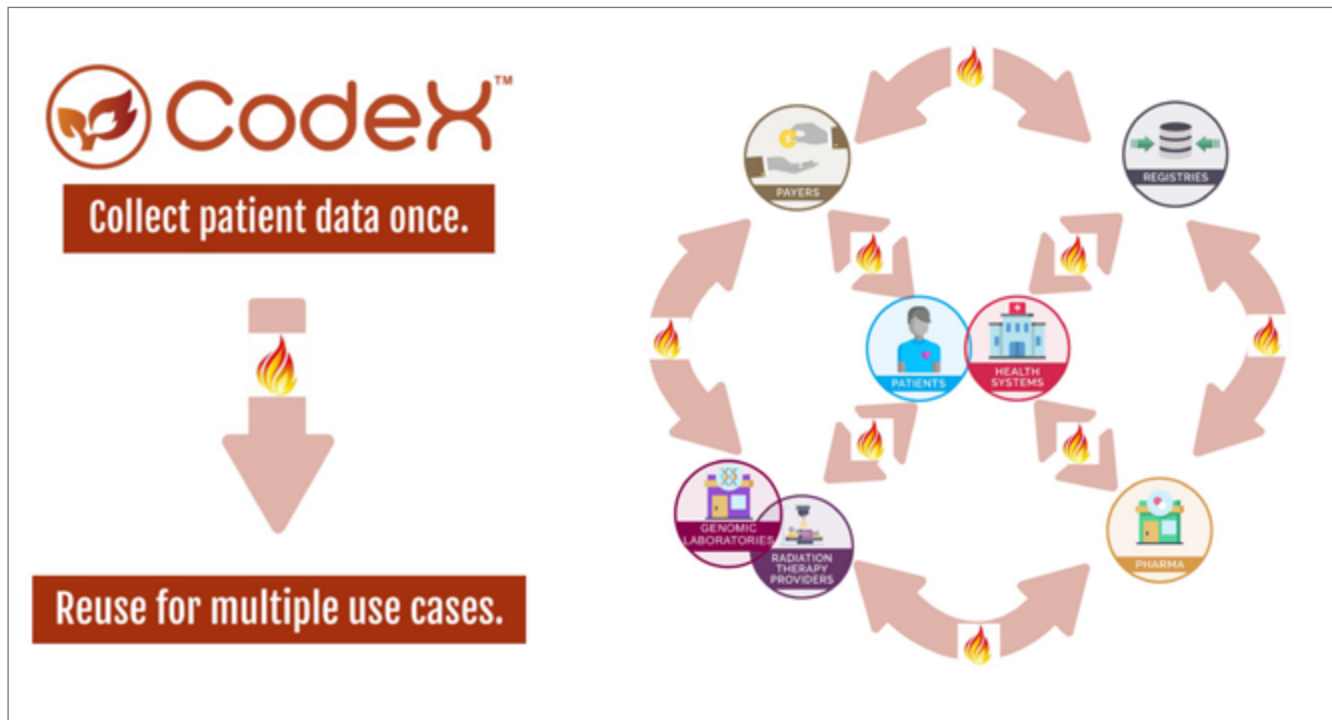 CodeX™
Collect patient data once.
Reuse for multiple use cases.
PAYERS
REGISTRIES
PATIENTS
HEALTH
SYSTEMS
GENOMIC
LABORATORIES
RADIATION
THERAPY
PROVIDERS
PHARMA